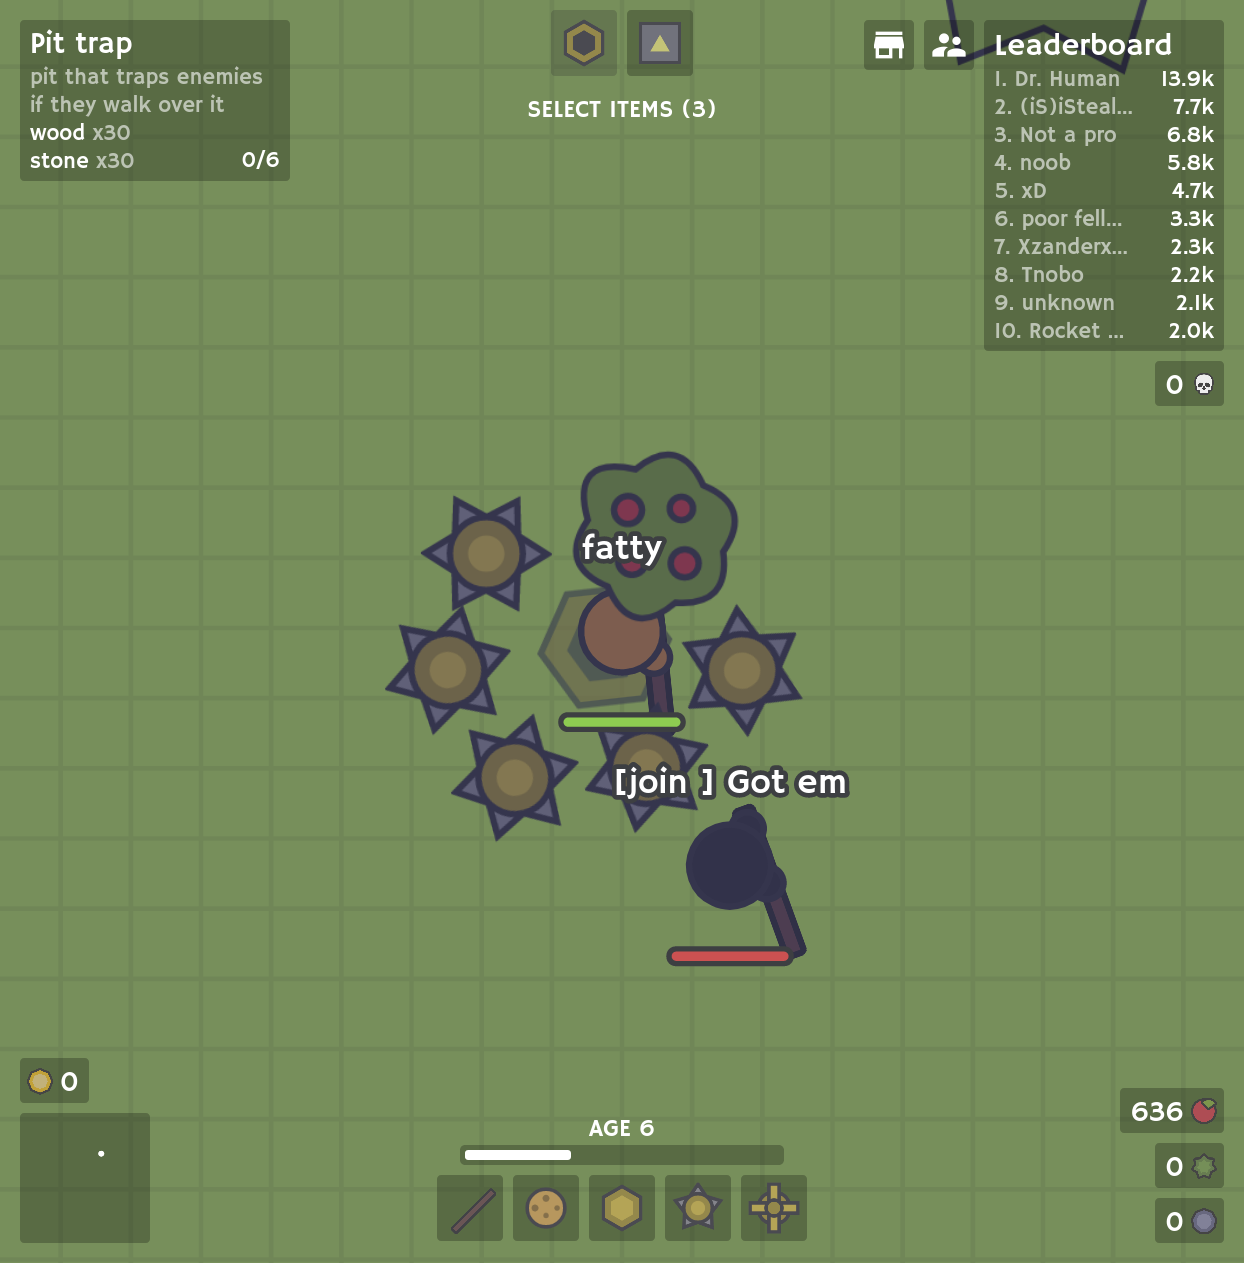 Pit trap
pit that traps enemies
if they walk over it
wood x30
stone x30 0/6
SELECT ITEMS (3)
Leaderboard
1. Dr. Human 13.9k
2. (iS)iSteal... 7.7k
3. Not a pro 6.8k
4. noob 5.8k
5. xD 4.7k
6. poor fell... 3.3k
7. Xzanderx... 2.3k
8. Tnobo 2.2k
9. unknown 2.1k
10. Rocket ... 2.0k
0
fatty
[join ] Got em
0
AGE 6
636
0
0